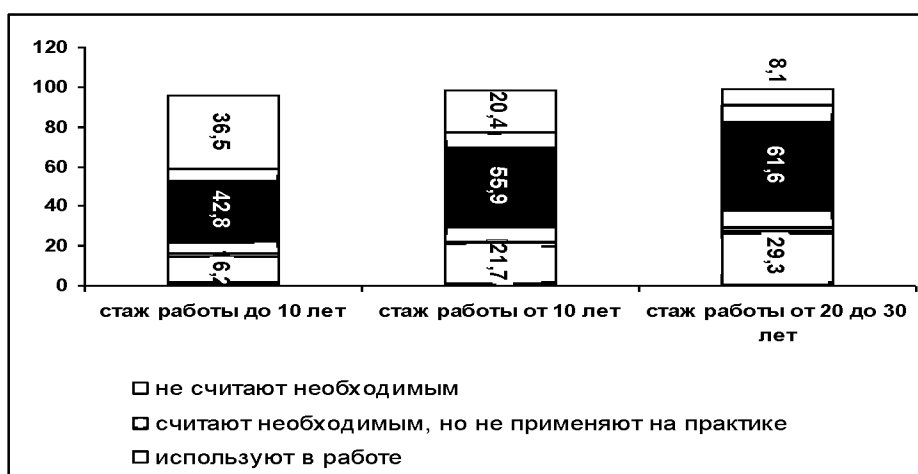 120
100
80
60
40
20
0
36,5
42,8
6,2
20,4
55,9
21,7
8,1
61,6
29,3
стаж работы до 10 лет
стаж работы от 10 лет
стаж работы от 20 до 30
лет
не считают необходимым
считают необходимым, но не применяют на практике
используют в работе